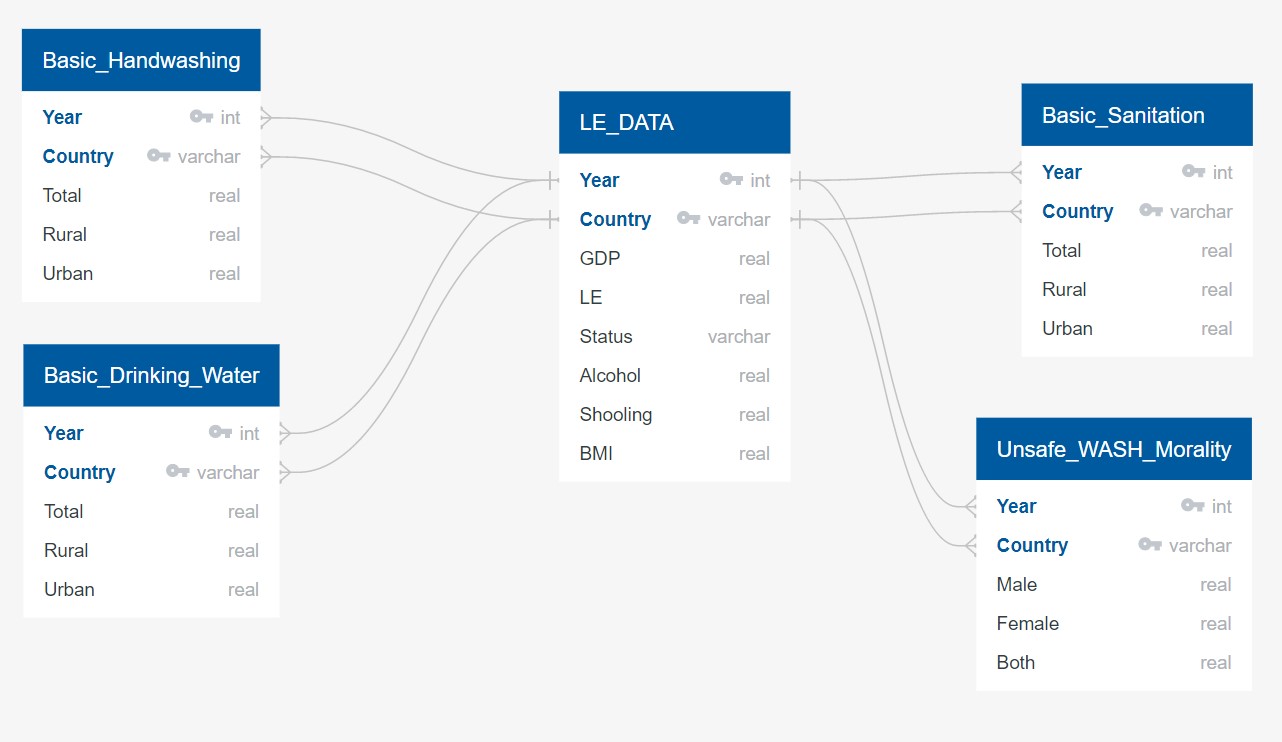 Basic_Handwashing
Year int
Country varchar
Total real
Rural real
Urban real
Basic_Drinking_Water
Year int
Country varchar
Total real
Rural real
Urban real
LE_DATA
Year int
Country varchar
GDP real
LE real
Status varchar
Alcohol real
Shooling real
BMI real
Basic_Sanitation
Year int
Country varchar
Total real
Rural real
Urban real
Unsafe_WASH_Morality
Year int
Country varchar
Male real
Female real
Both real